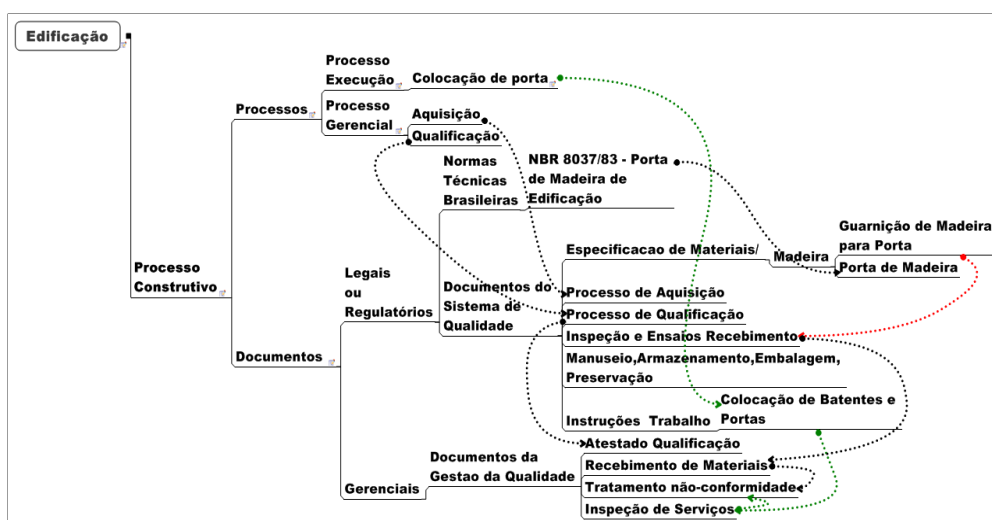 Edificação
Processo
Execução
Colocação de porta
Processos
Processo
Gerencial
Aquisição
Qualificação
Normas
Técnicas
Brasileiras
NBR 8037/83 - Porta
de Madeira de
Edificação
Guarnição de Madeira
para Porta
Especificacao de Materiais/
Madeira
Porta de Madeira
Processo
Construtivo
Legais
ou
Regulatórios
Documentos do
Sistema de
Qualidade
Processo de Aquisição
Processo de Qualificação
Inspeção e Ensaios Recebimento
Manuseio,Armazenamento,Embalagem,
Preservação
Documentos
Colocação de Batentes e
Portas
Instruções Trabalho
Atestado Qualificação
Documentos da
Gestao da Qualidade
Recebimento de Materiais
Gerenciais
Tratamento não-conformidade
Inspeção de Serviços